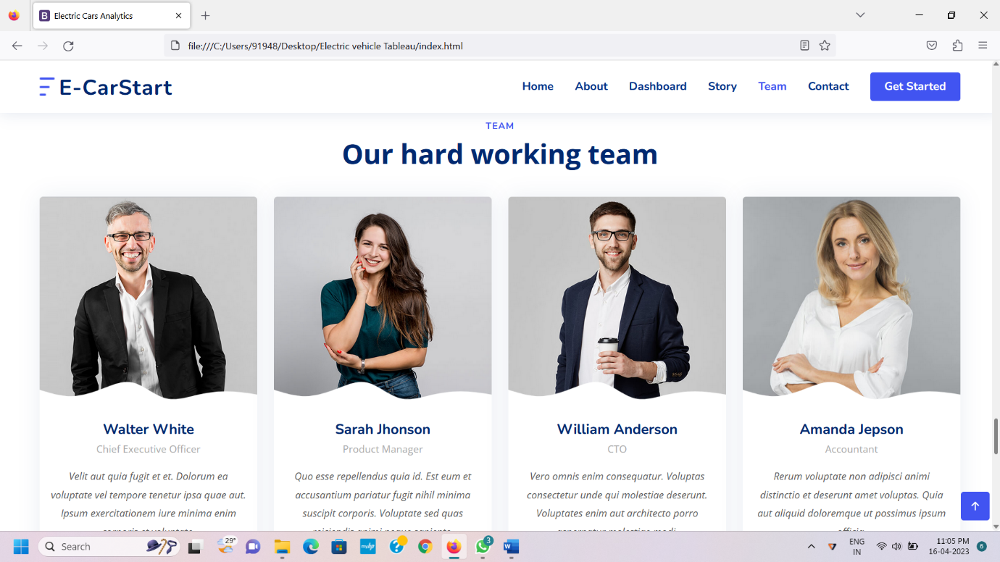 Electric Cars Analytics
file:///C:/Users/91948/Desktop/Electric vehicle Tableau/index.html
E-CarStart
Home About Dashboard Story Team Contact Get Started
TEAM
Our hard working team
Walter White
Chief Executive Officer
Velit aut quia fugit et et. Dolorum ea
voluptate vel tempore tenetur ipsa quae aut.
Ipsum exercitationem iure minima enim
Sarah Jhonson
Product Manager
Quo esse repellendus quia id. Est eum et
accusantium pariatur fugit nihil minima
suscipit corporis. Voluptate sed quas
William Anderson
CTO
Vero omnis enim consequatur. Voluptas
consectetur unde qui molestiae deserunt.
Voluptates enim aut architecto porro
Amanda Jepson
Accountant
Rerum voluptate non adipisci animi
distinctio et deserunt amet voluptas. Quia
aut aliquid doloremque ut possimus ipsum
Search
29°
3
ENG
IN
11:05 PM
16-04-2023
6